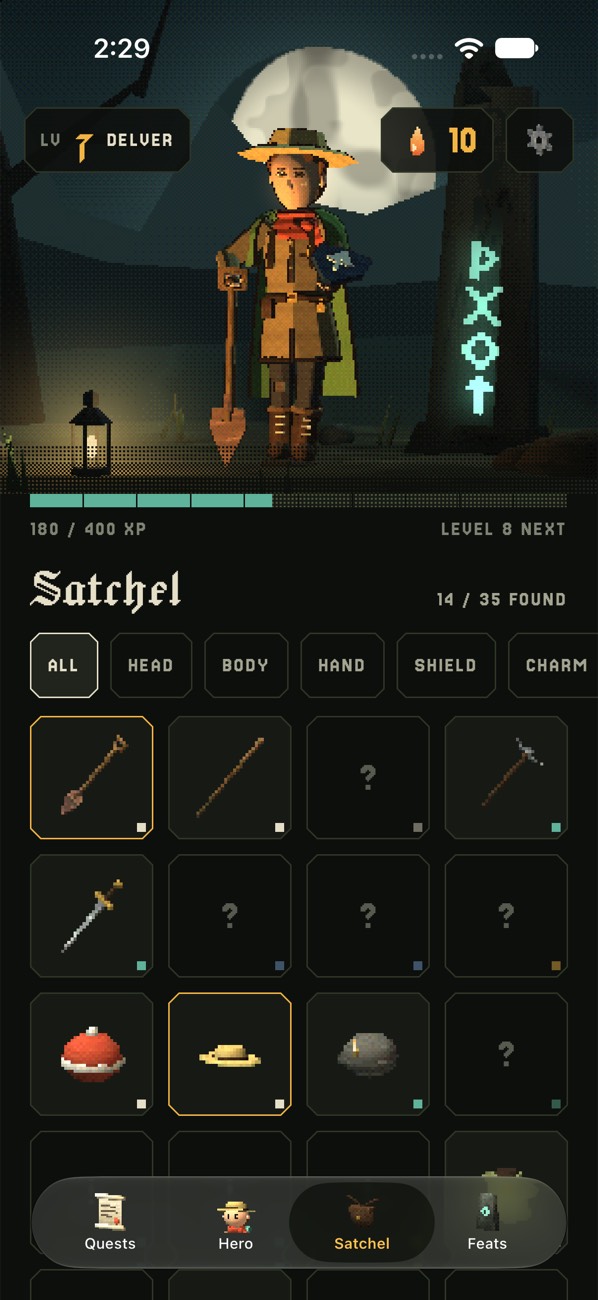 2:29
LV 7 DELVER
10
ᚦ
ᚷ
ᛟ
ᛏ
180 / 400 XP
LEVEL 8 NEXT
Satchel
14 / 35 FOUND
ALL HEAD BODY HAND SHIELD CHARM
?
? ? ?
?
Quests Hero Satchel Feats